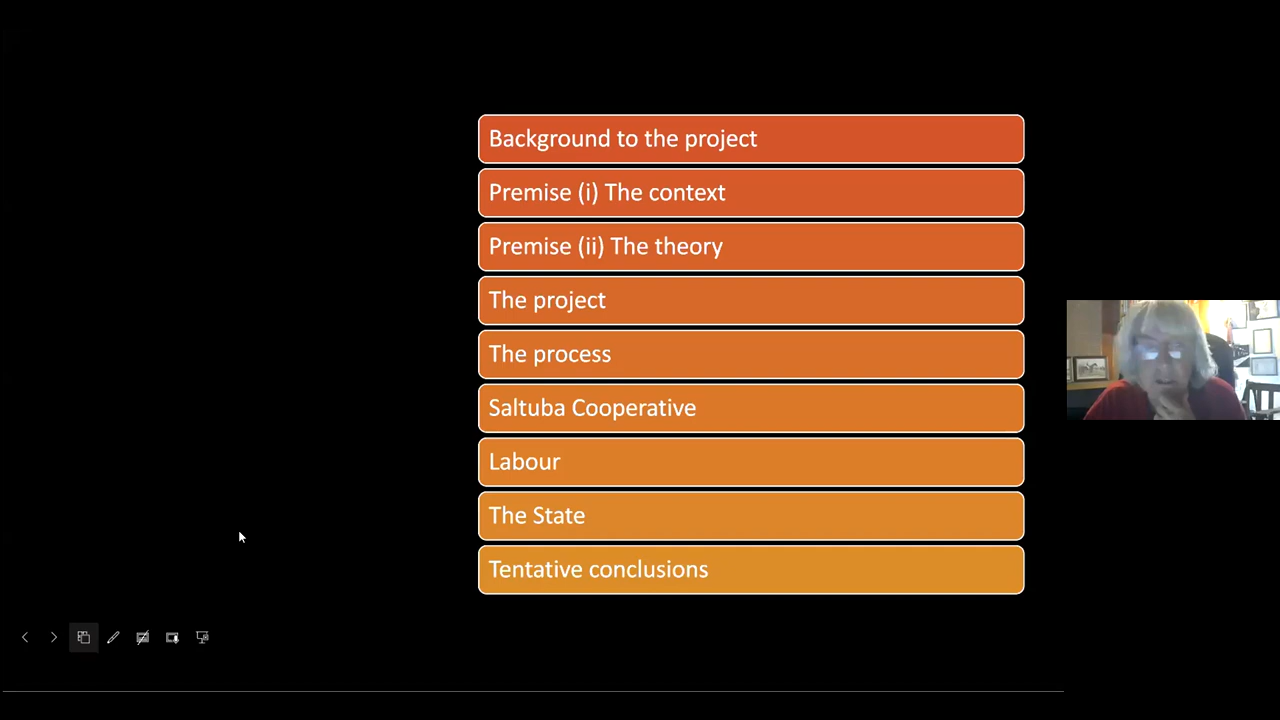 Background to the project
Premise (i) The context
Premise (ii) The theory
The project
The process
Saltuba Cooperative
Labour
The State
Tentative conclusions